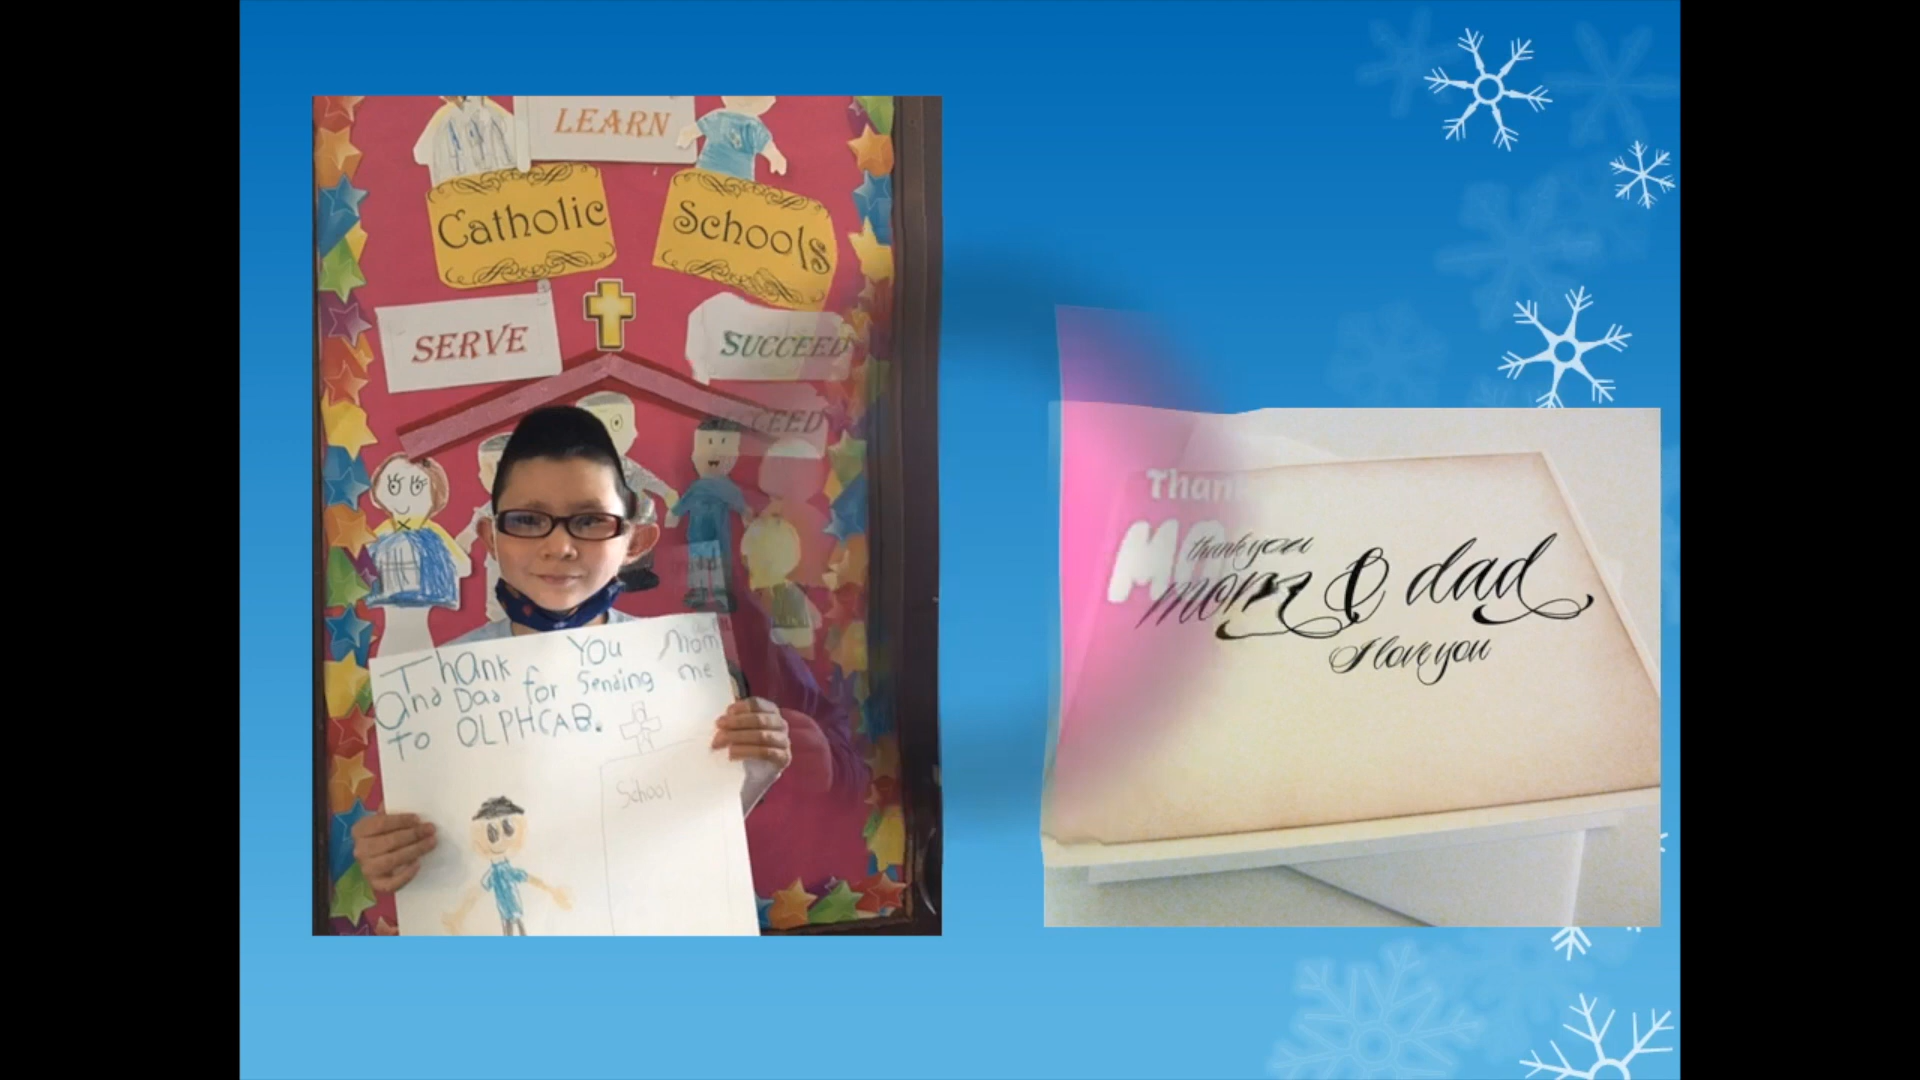 LEARN
Catholic Schools
SERVE
SUCCEED
Thank You Mom
and Dad for Sending me
to OLPHCAB.
School
thank you
mom & dad
I love you